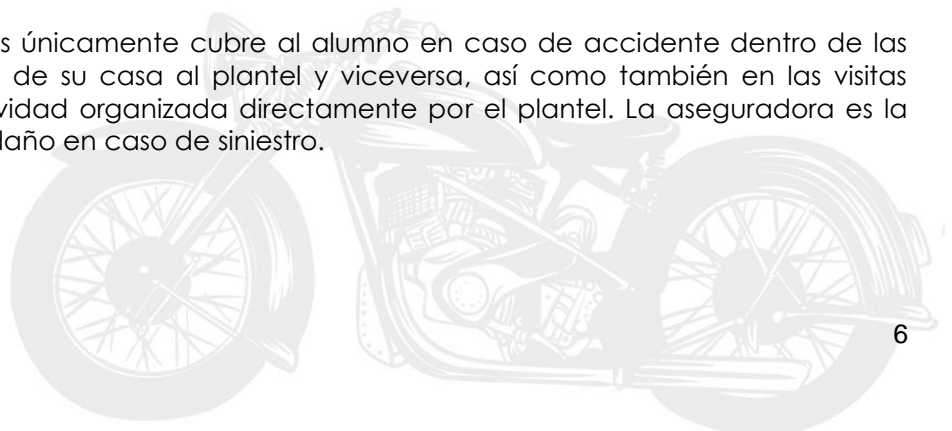 s únicamente cubre al alumno en caso de accidente dentro de las
de su casa al plantel y viceversa, así como también en las visitas
vidad organizada directamente por el plantel. La aseguradora es la
daño en caso de siniestro.
6